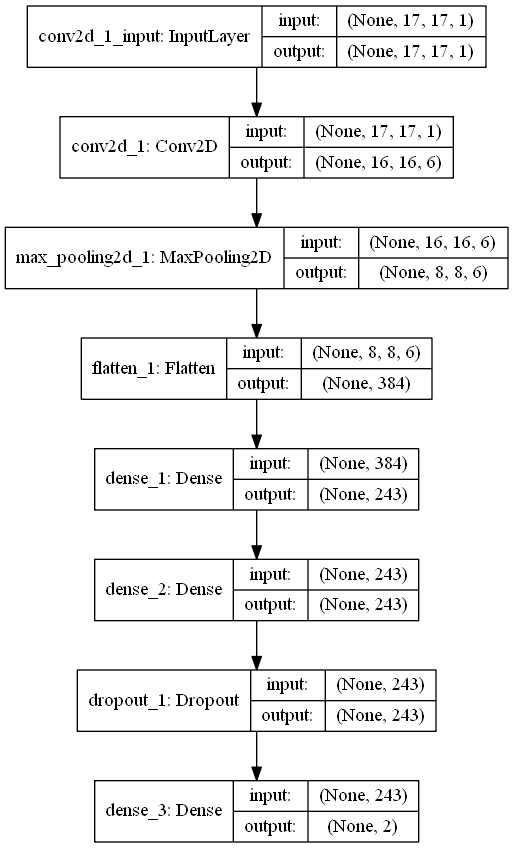 conv2d_1_input: InputLayer
input: (None, 17, 17, 1)
output: (None, 17, 17, 1)
conv2d_1: Conv2D
input: (None, 17, 17, 1)
output: (None, 16, 16, 6)
max_pooling2d_1: MaxPooling2D
input: (None, 16, 16, 6)
output: (None, 8, 8, 6)
flatten_1: Flatten
input: (None, 8, 8, 6)
output: (None, 384)
dense_1: Dense
input: (None, 384)
output: (None, 243)
dense_2: Dense
input: (None, 243)
output: (None, 243)
dropout_1: Dropout
input: (None, 243)
output: (None, 243)
dense_3: Dense
input: (None, 243)
output: (None, 2)